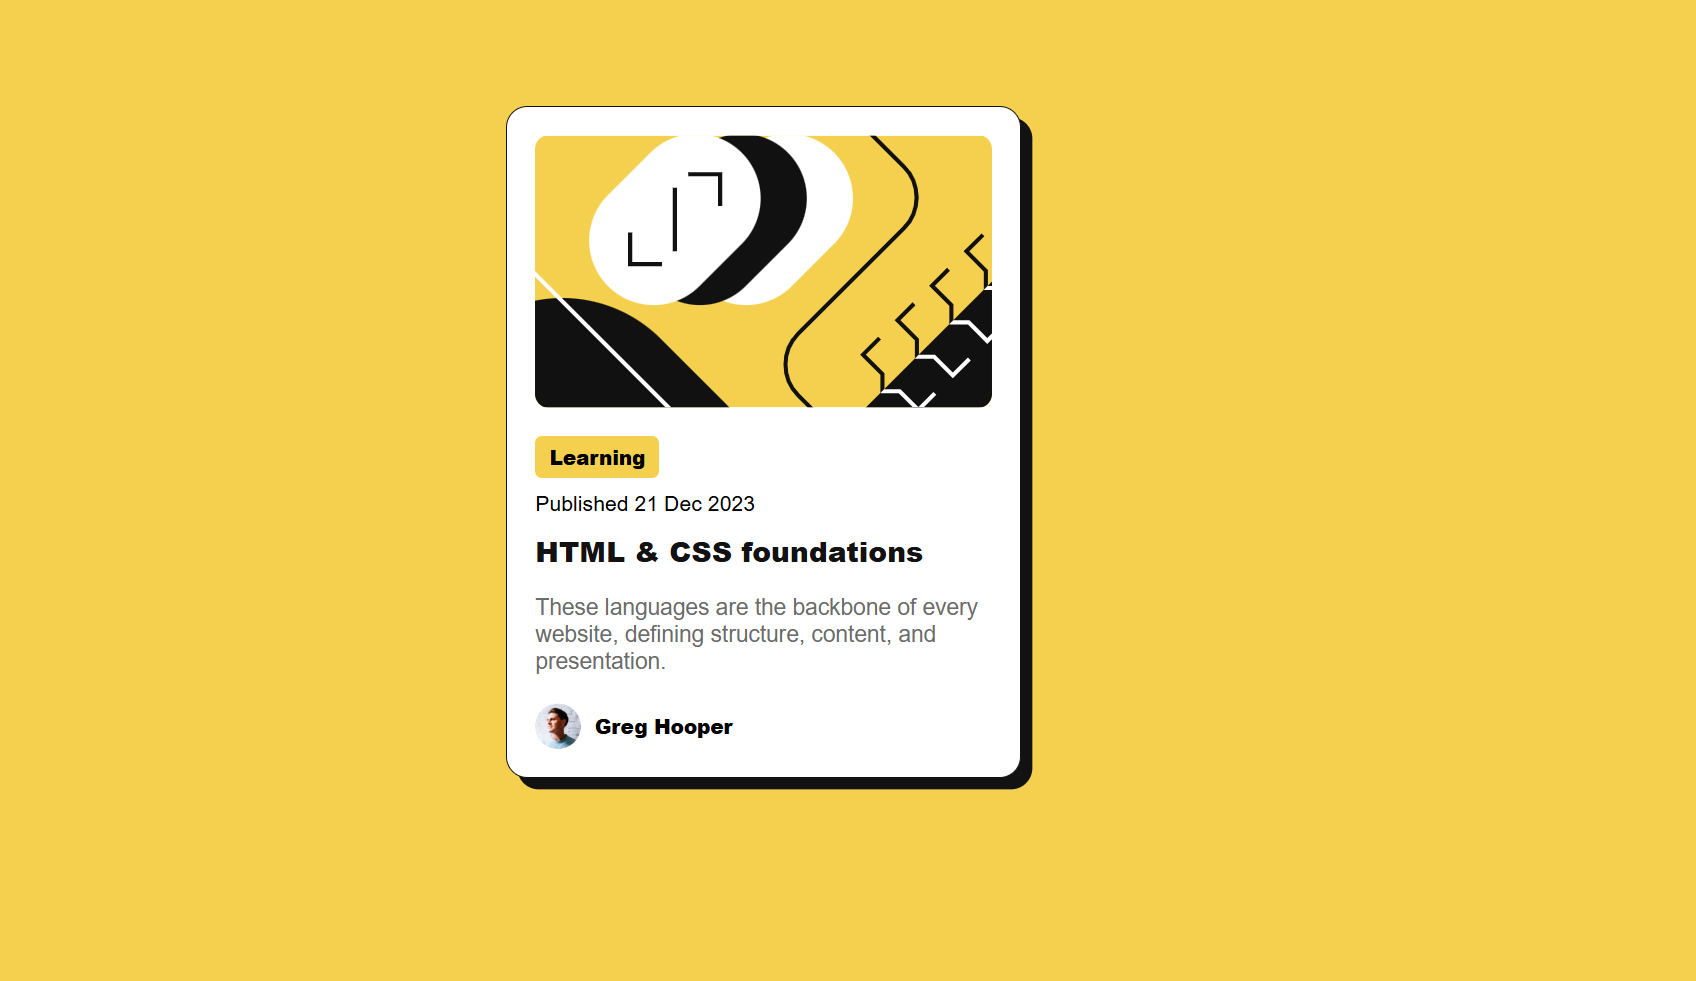 Learning
Published 21 Dec 2023
HTML & CSS foundations
These languages are the backbone of every
website, defining structure, content, and
presentation.
Greg Hooper